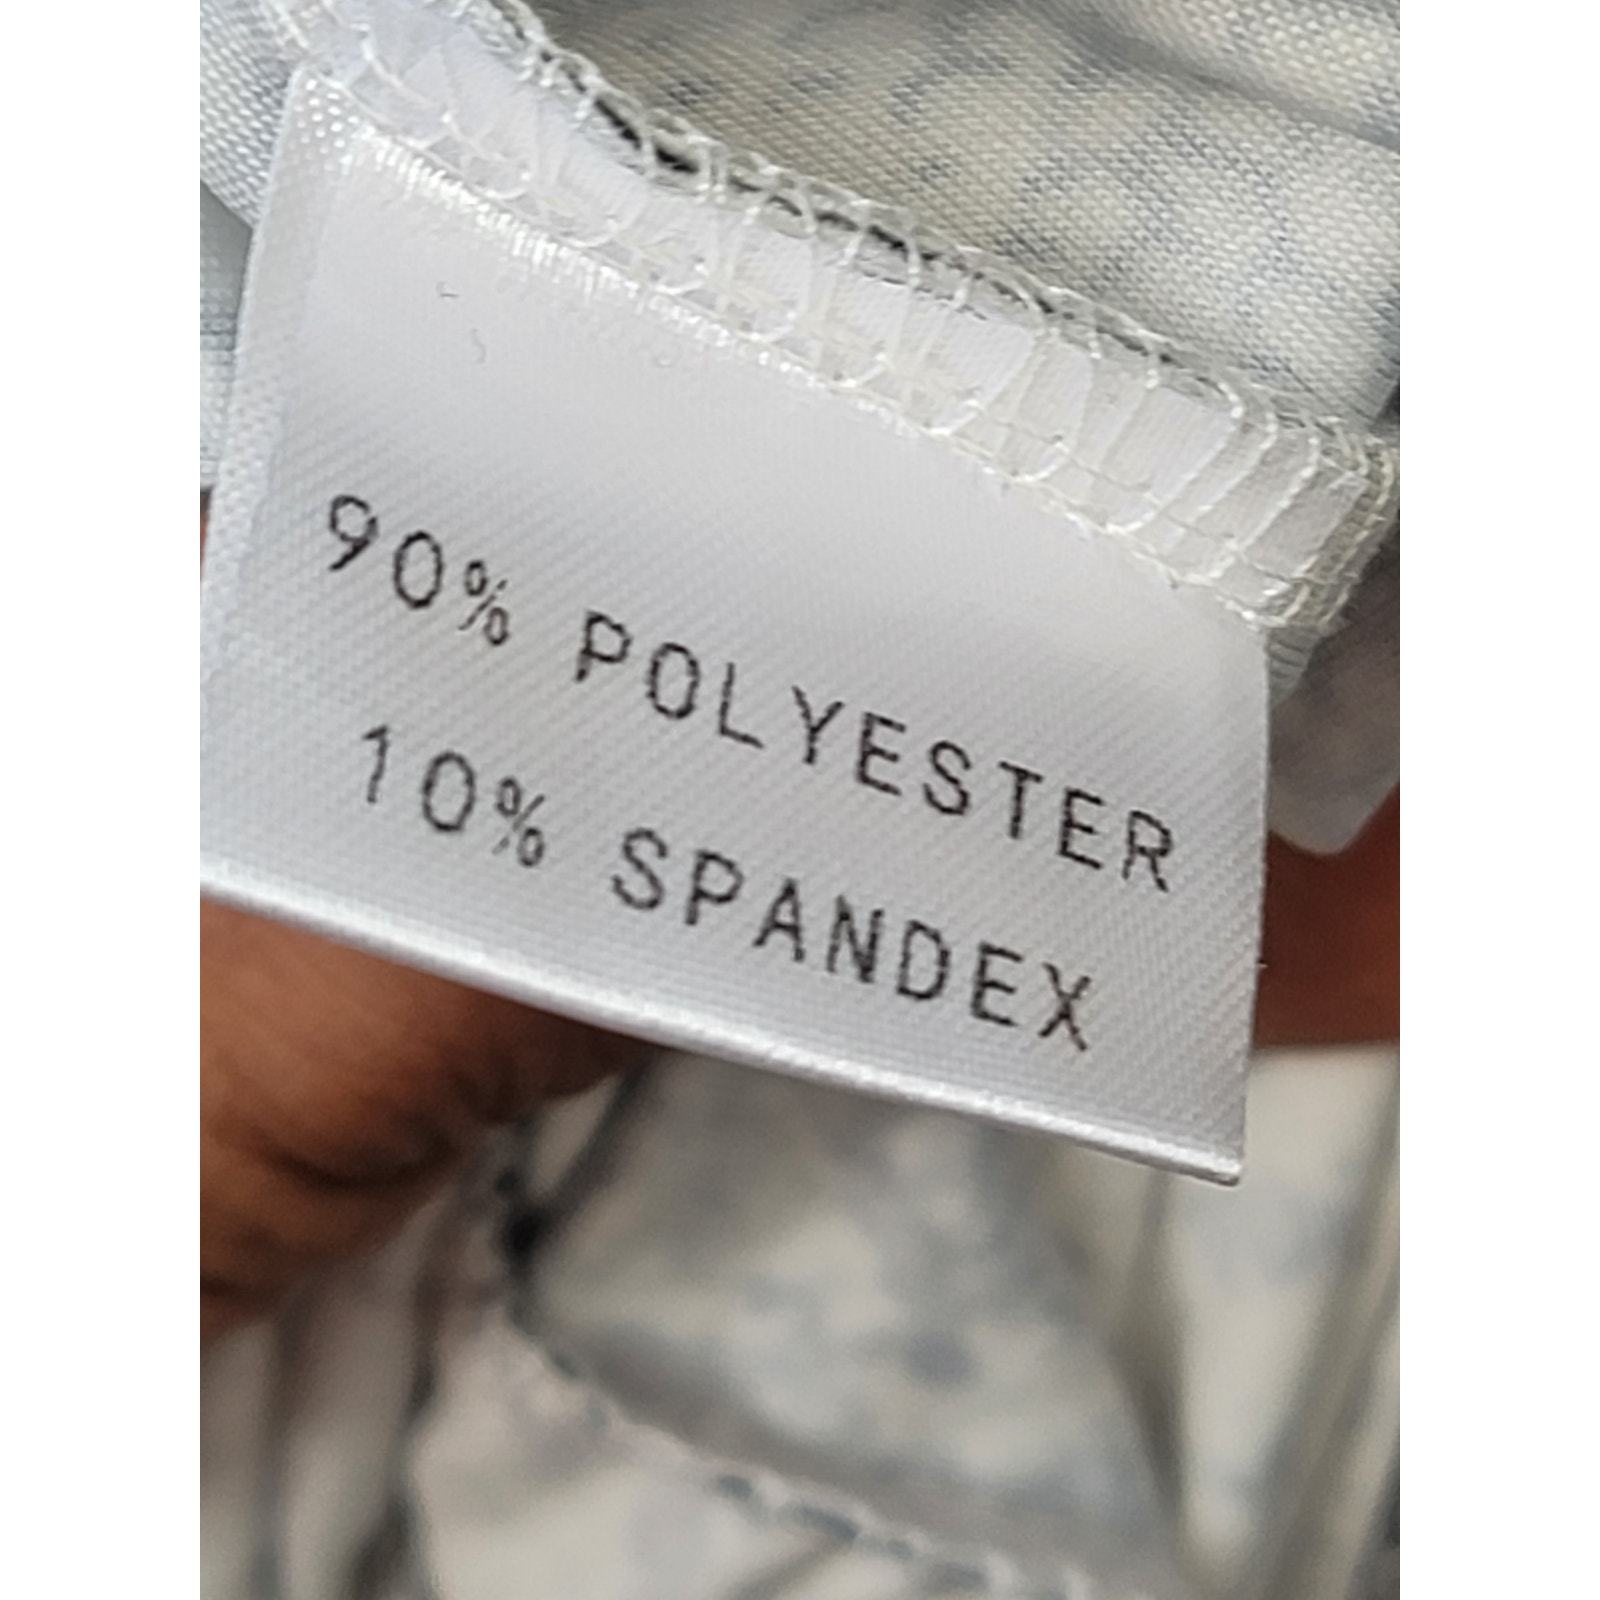 90% POLYESTER
10% SPANDEX